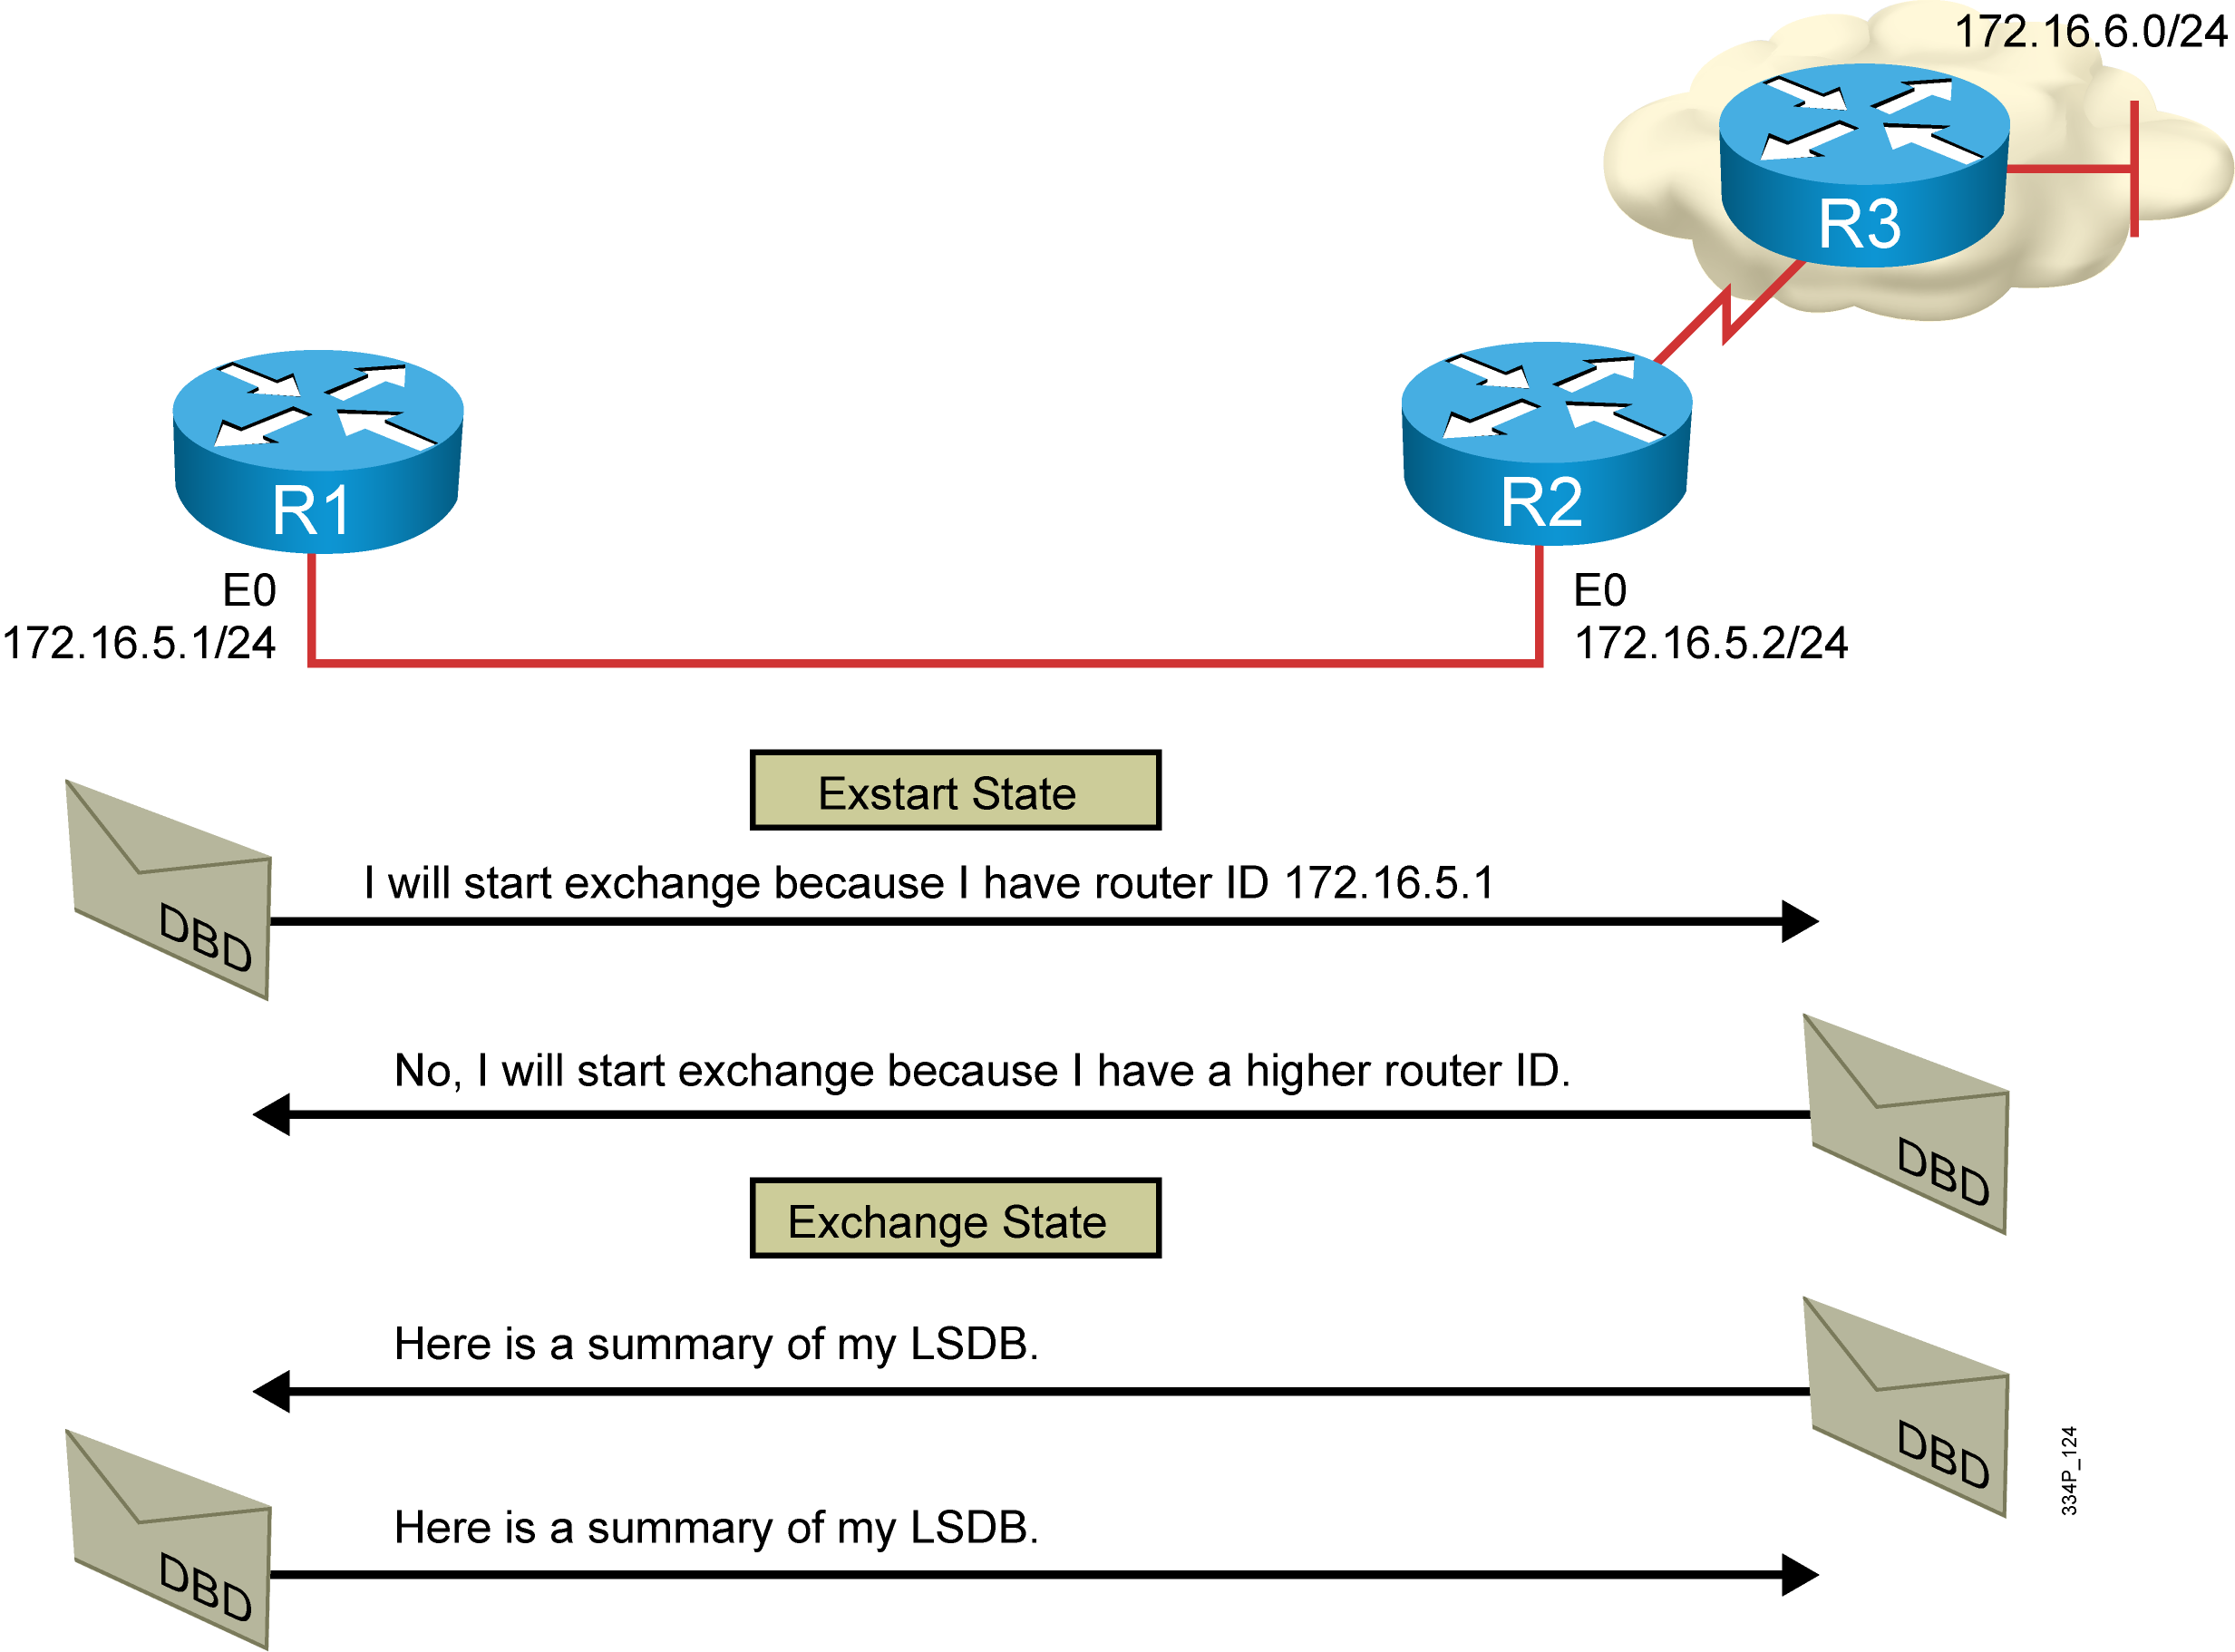 172.16.6.0/24
R3
R1
R2
E0
172.16.5.1/24
E0
172.16.5.2/24
Exstart State
I will start exchange because I have router ID 172.16.5.1
DBD
No, I will start exchange because I have a higher router ID.
DBD
Exchange State
Here is a summary of my LSDB.
DBD
Here is a summary of my LSDB.
DBD
334P_124